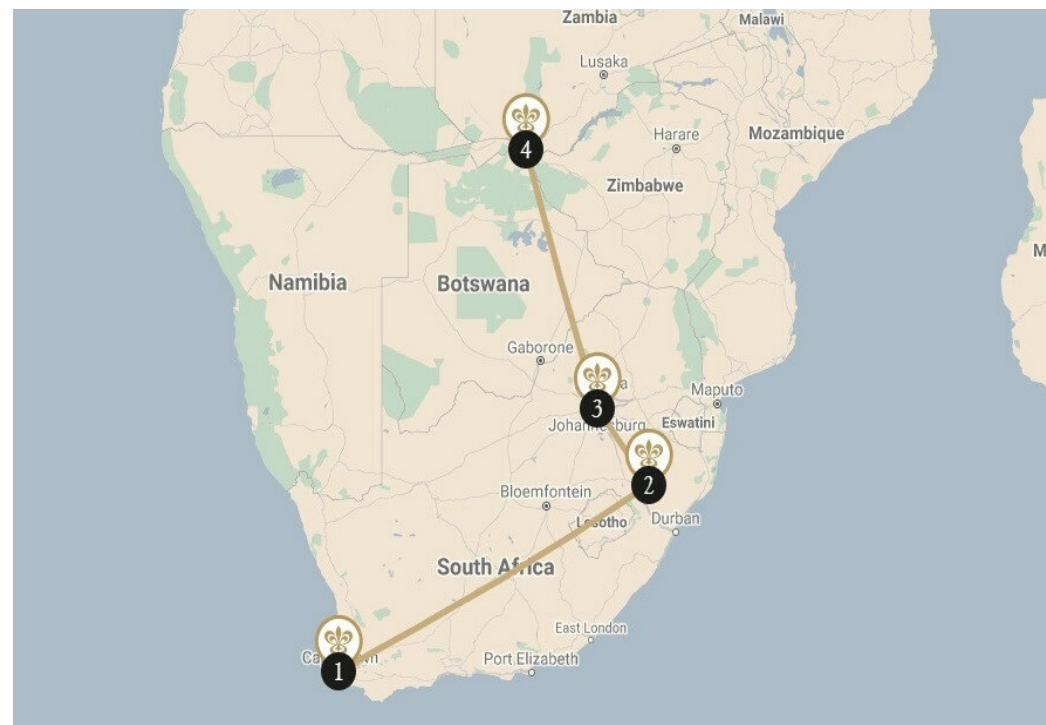 Zambia
Malawi
Lusaka
4
Harare
Mozambique
Zimbabwe
Namibia
Botswana
Gaborone
Maputo
3
Johannesburg
Eswatini
2
Bloemfontein
Lesotho
Durban
South Africa
East London
Port Elizabeth
1
M